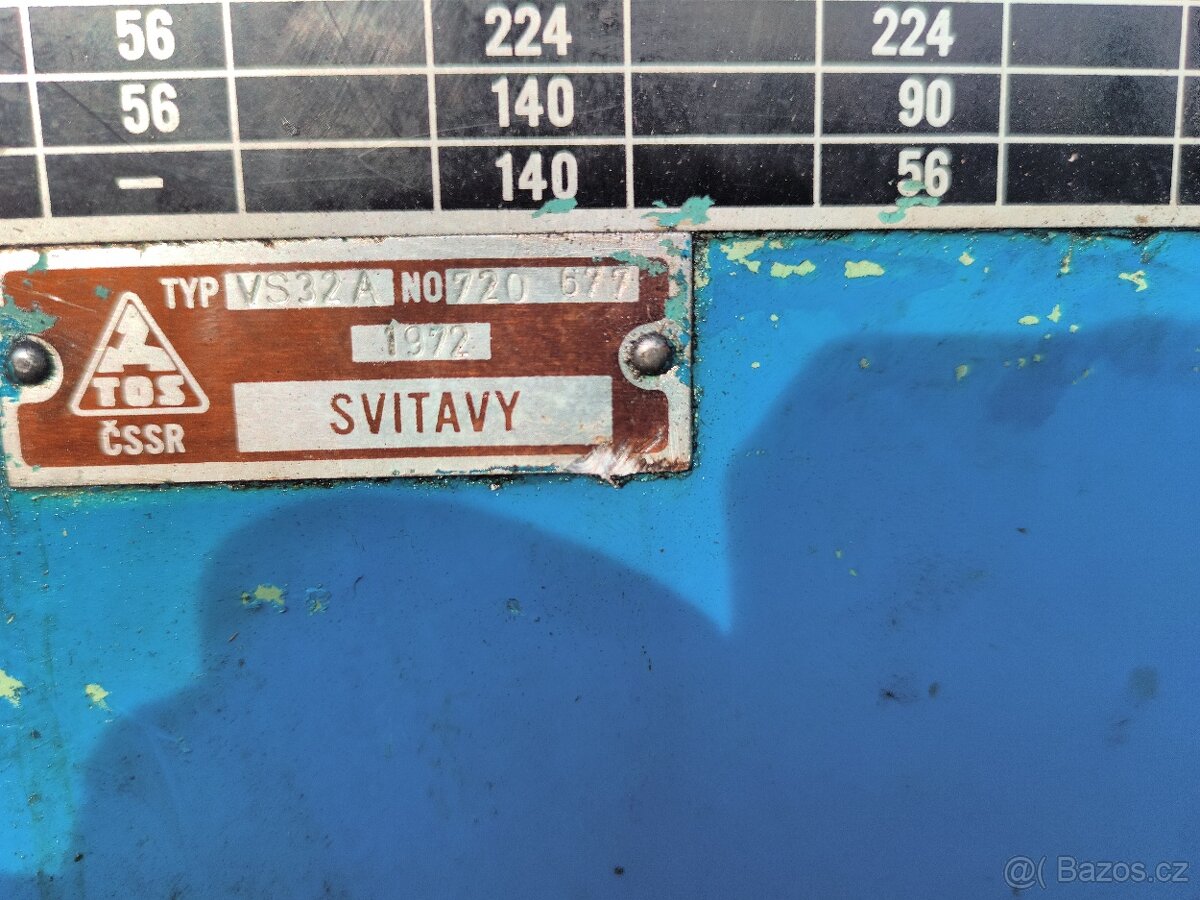 56 224 224
56 140 90
– 140 56
TYP VS32A NO 720 677
1972
TOS
SVITAVY
ČSSR
@( Bazos.cz